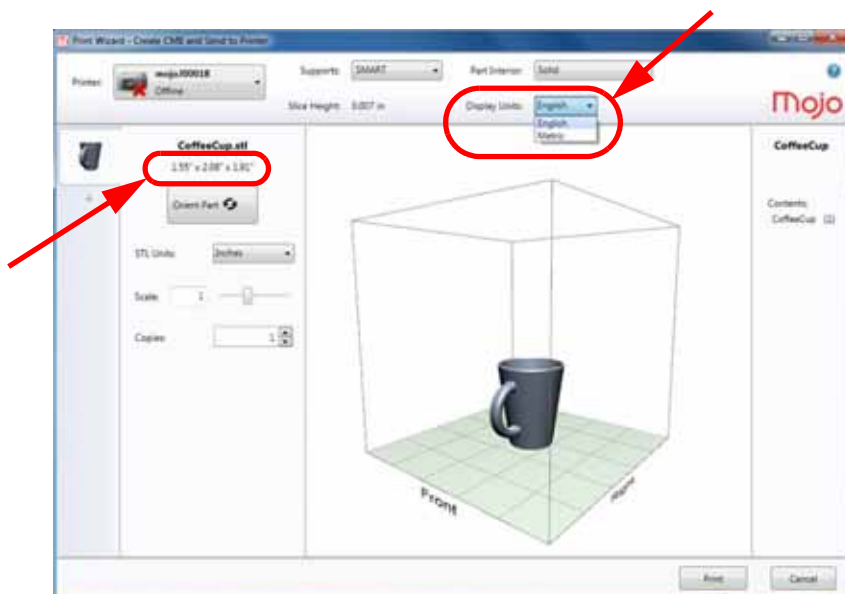 Print Wizard - Create CMB and Send to Printer
Printer: mojoJ00018
Offline
Supports: SMART
Part Interior: Solid
Slice Height: 0.007 in
Display Units: English
English
Metric
mojo
CoffeeCup.stl
1.55" x 2.08" x 1.91"
Orient Part
STL Units: Inches
Scale: 1
Copies: 1
CoffeeCup
Contents:
CoffeeCup (1)
Front
Print
Cancel